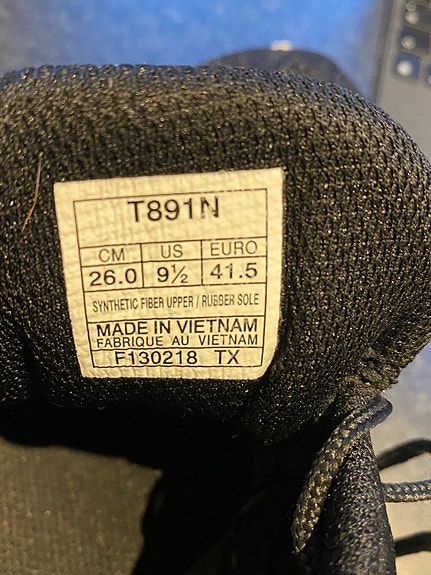 T891N
CM US EURO
26.0 9½ 41.5
SYNTHETIC FIBER UPPER / RUBBER SOLE
MADE IN VIETNAM
FABRIQUE AU VIETNAM
F130218 TX